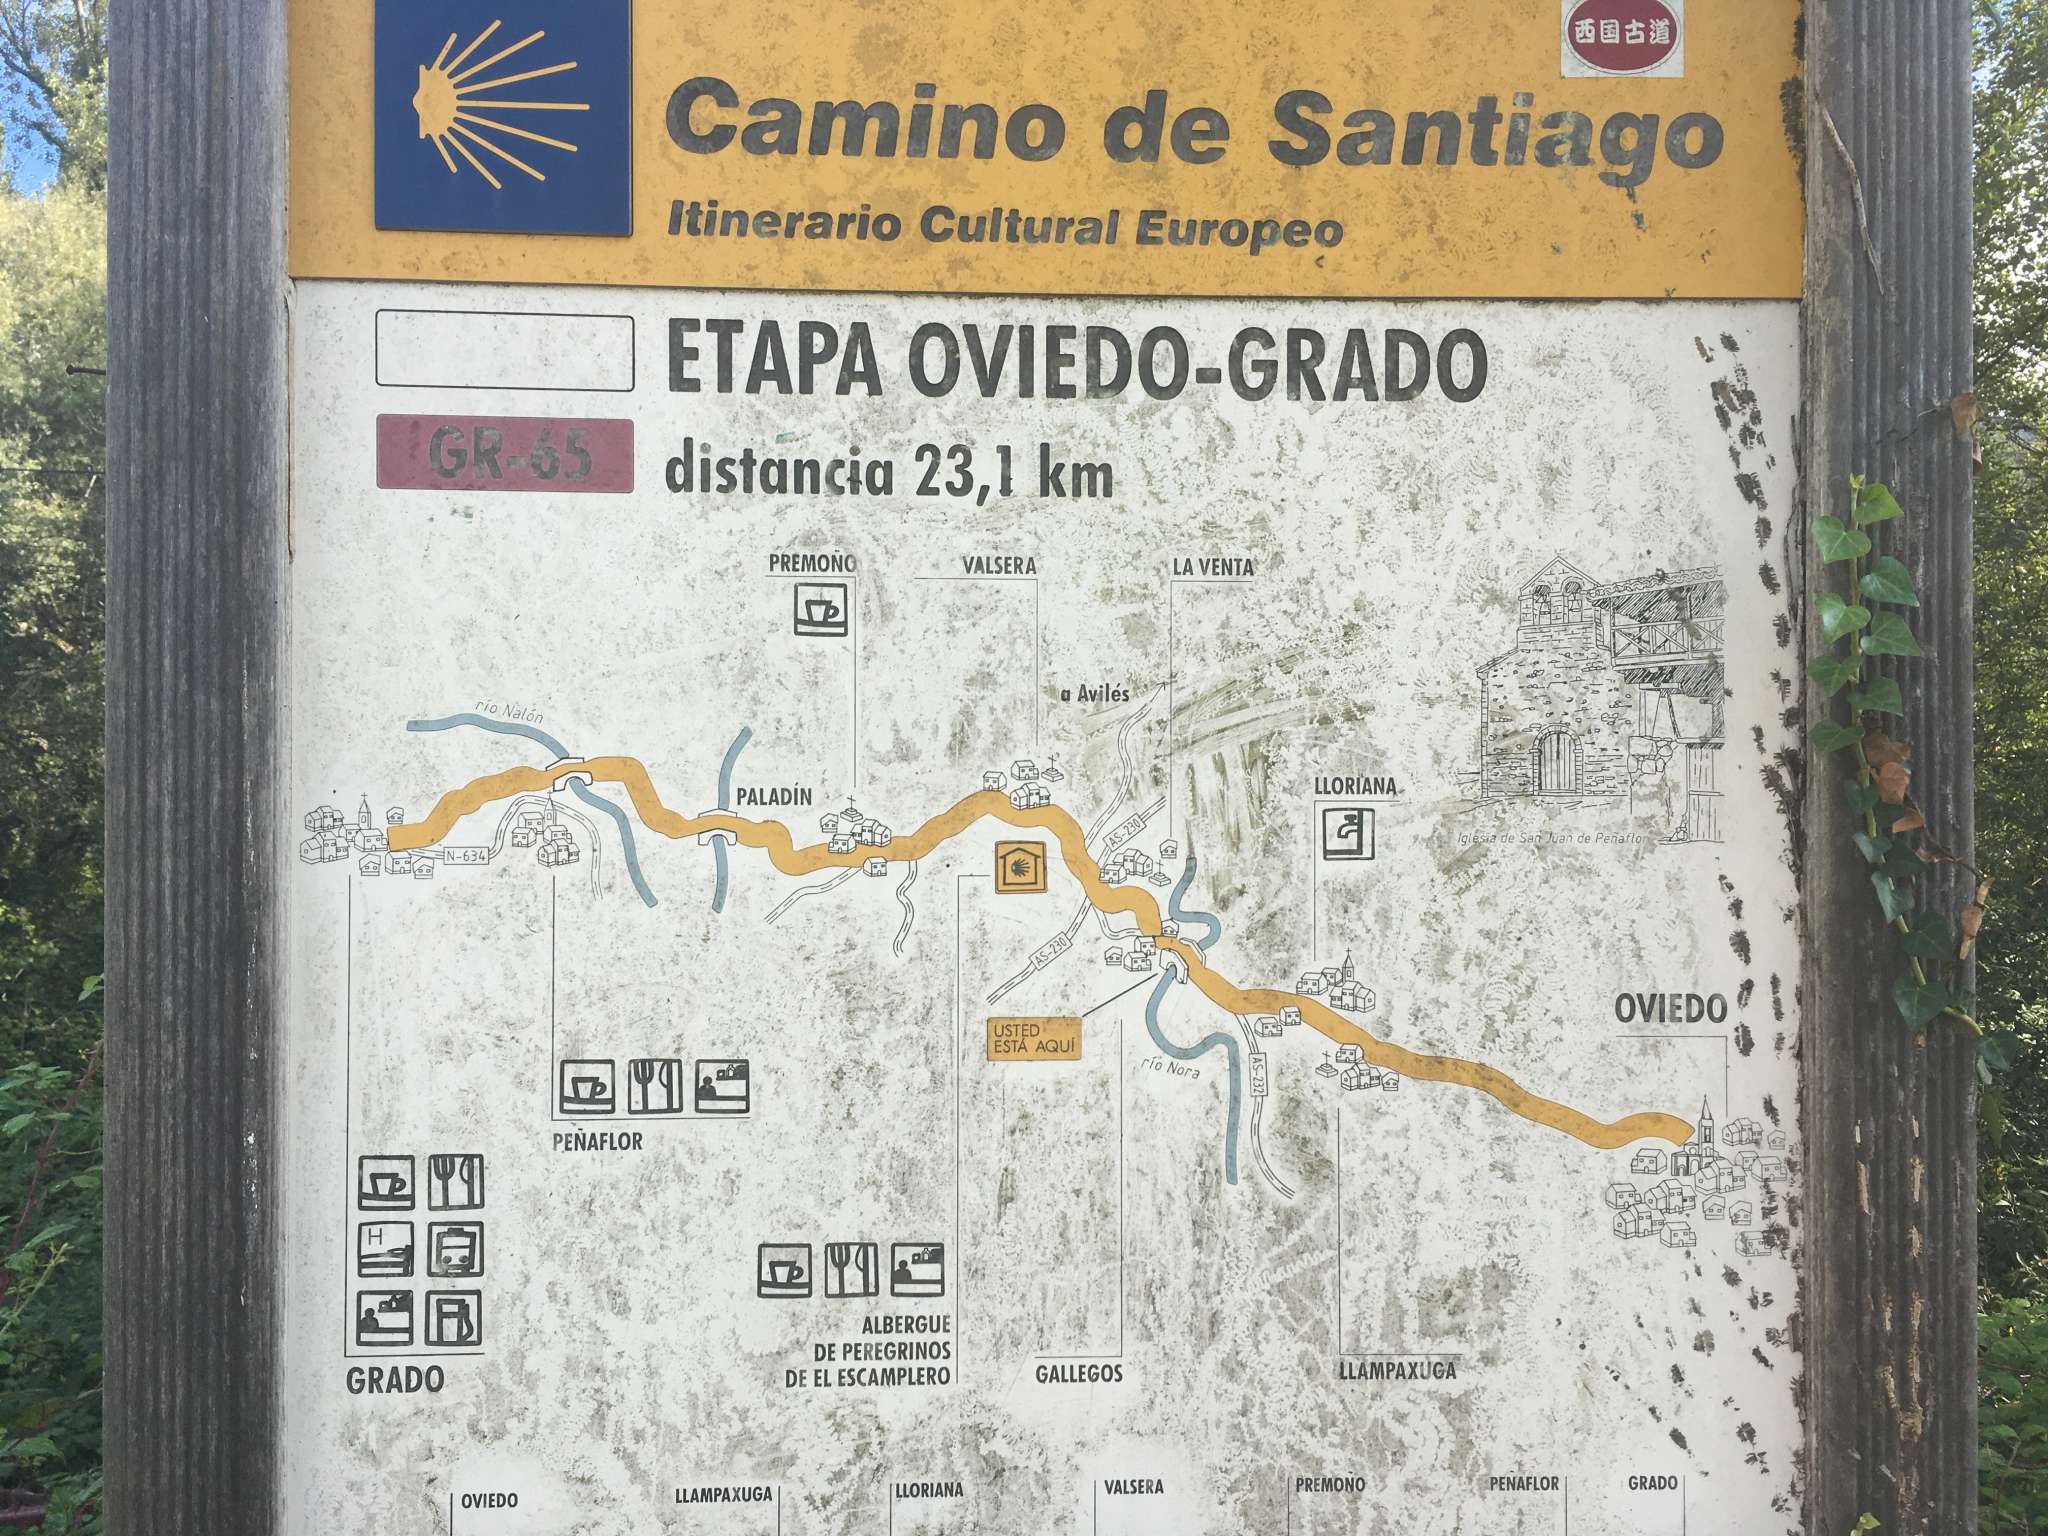 西国古道
Camino de Santiago
Itinerario Cultural Europeo
ETAPA OVIEDO-GRADO
GR-65
distancia 23,1 km
PREMOÑO
VALSERA
LA VENTA
a Avilés
río Nalón
PALADÍN
LLORIANA
N-634
AS-230
Iglesia de San Juan de Peñaflor
AS-230
OVIEDO
USTED
ESTÁ AQUÍ
río Nora
AS-232
PEÑAFLOR
H
ALBERGUE
DE PEREGRINOS
DE EL ESCAMPLERO
GRADO
GALLEGOS
LLAMPAXUGA
OVIEDO
LLAMPAXUGA
LLORIANA
VALSERA
PREMOÑO
PEÑAFLOR
GRADO